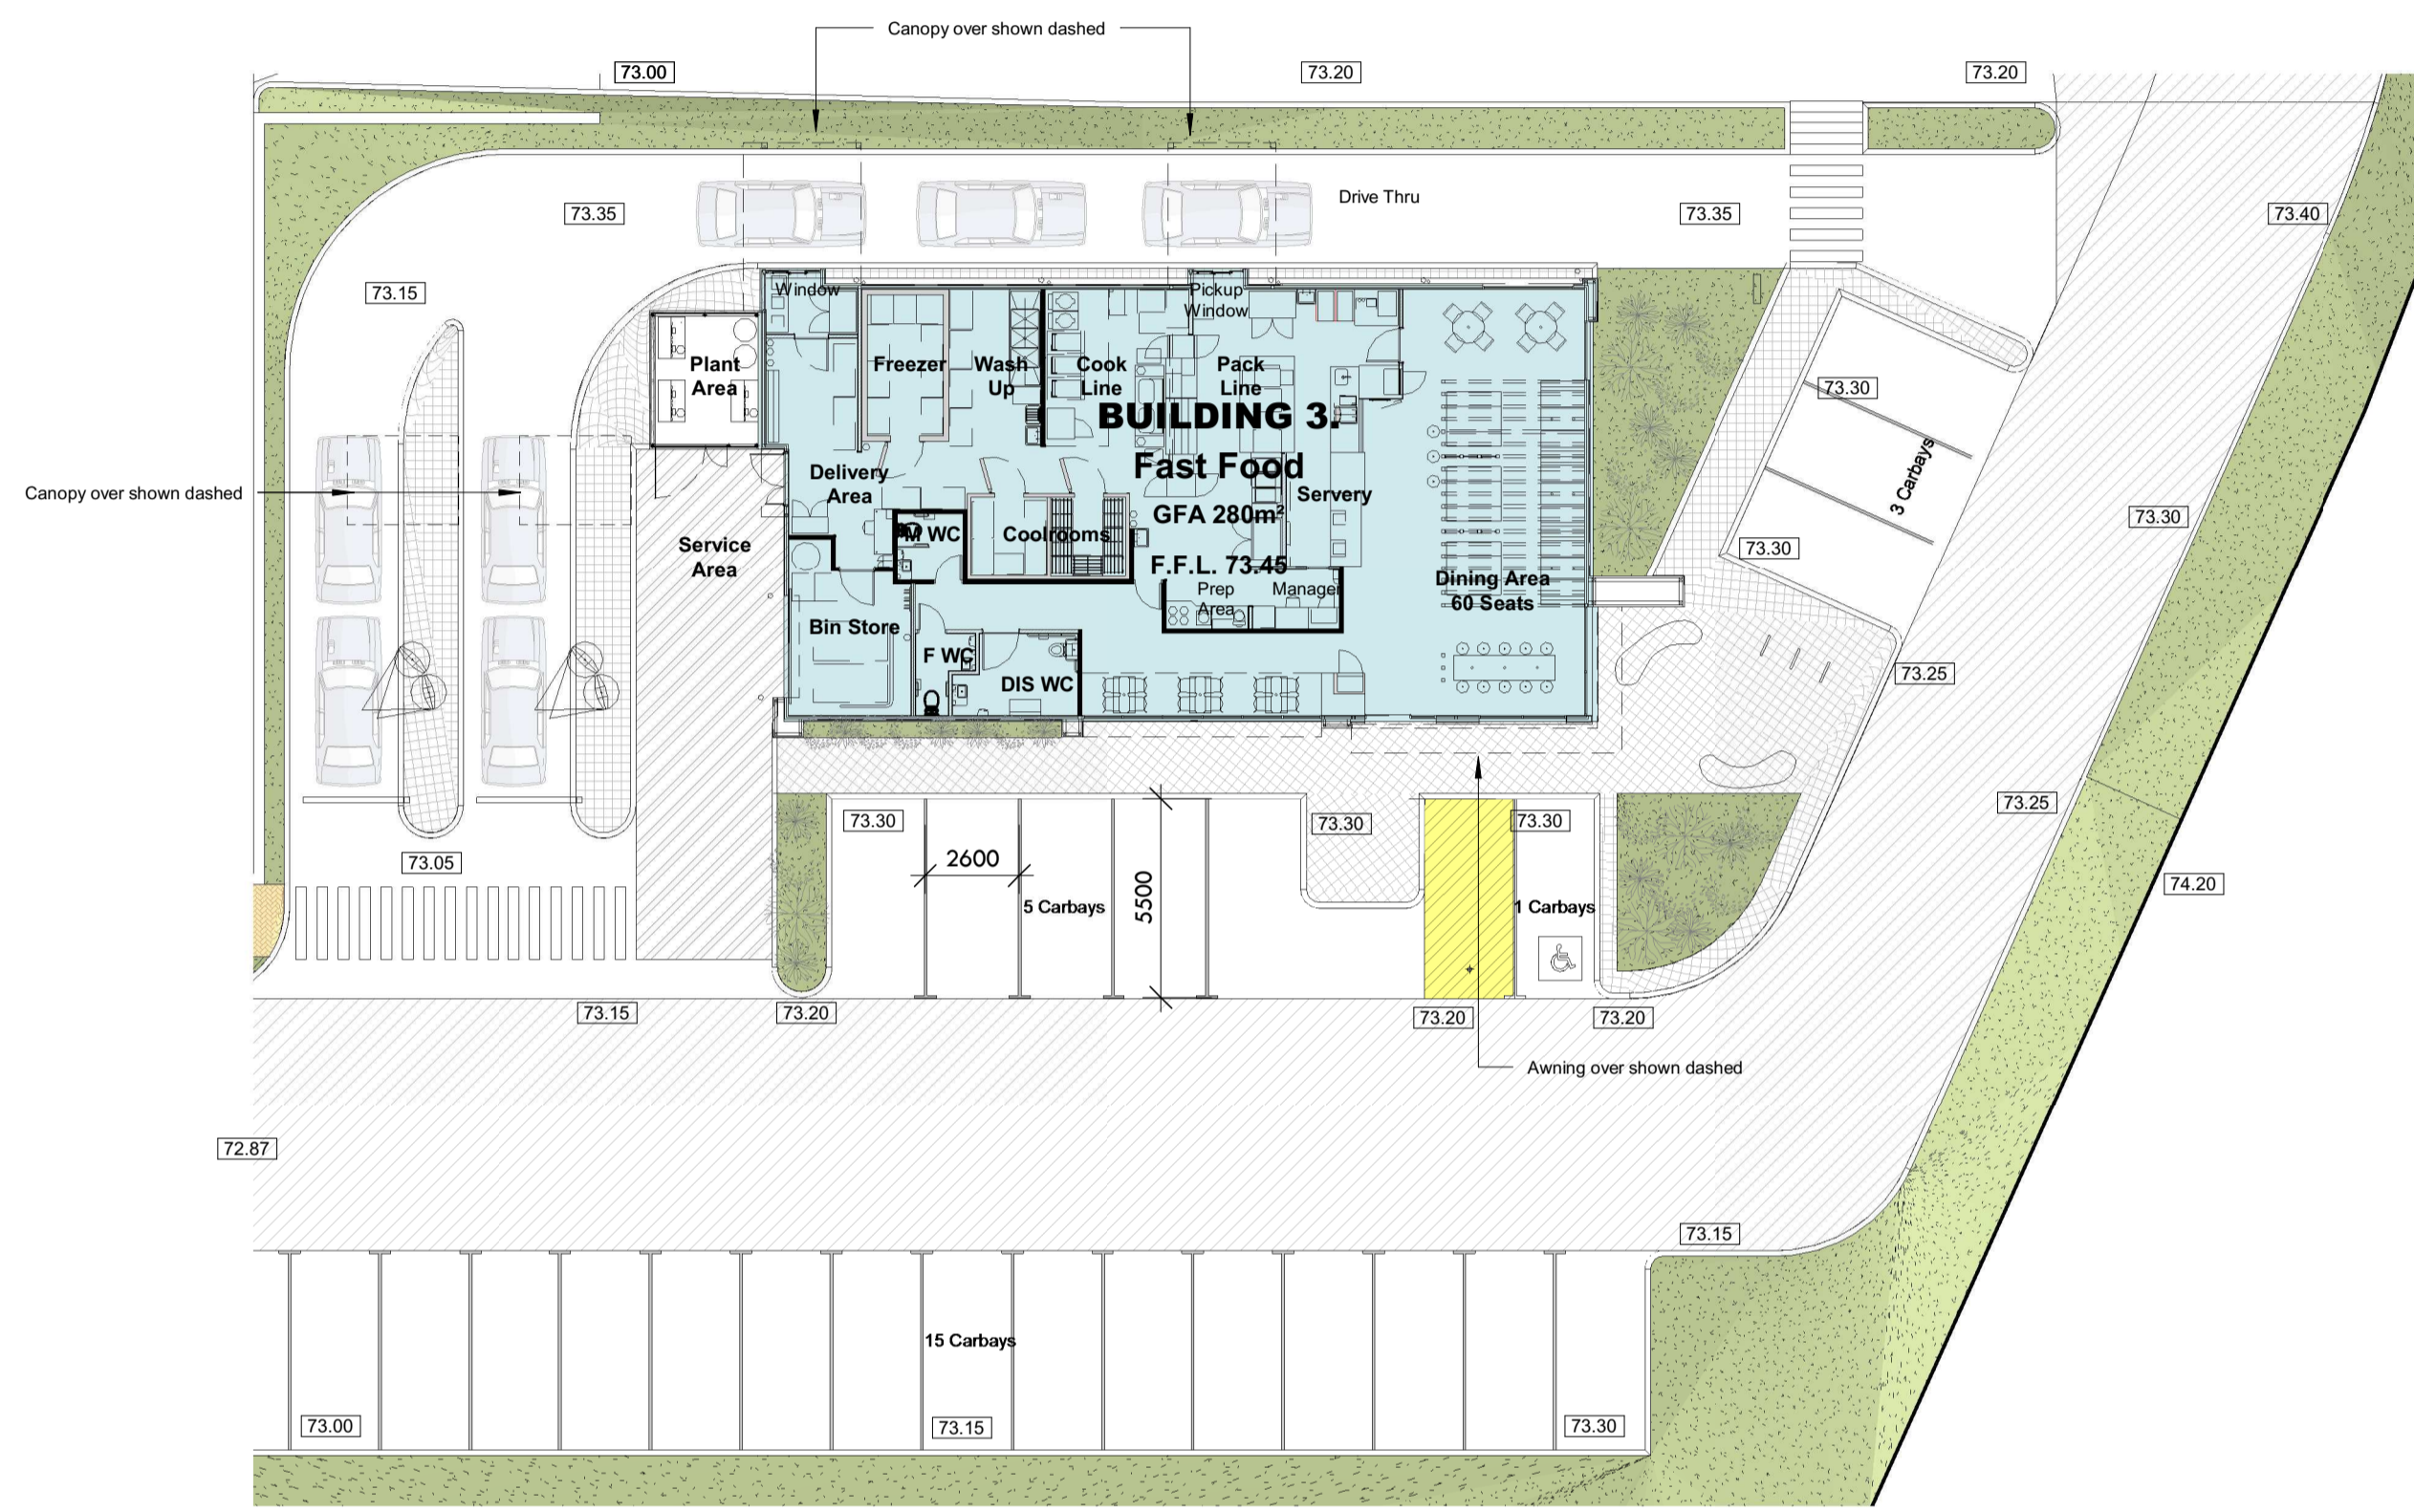 Canopy over shown dashed
73.00
73.20
73.20
73.35
Drive Thru
73.35
73.40
73.15
Window
Pickup
Window
Plant
Area
Freezer
Wash
Up
Cook
Line
Pack
Line
73.30
BUILDING 3.
Fast Food
GFA 280m²
F.F.L. 73.45
3 Carbays
Canopy over shown dashed
Delivery
Area
Servery
73.30
Service
Area
M WC
Coolrooms
73.30
Dining Area
60 Seats
Prep
Area
Manager
Bin Store
F WC
DIS WC
73.25
73.25
73.30
73.30
73.30
73.05
2600
5500
5 Carbays
1 Carbays
74.20
73.15
73.20
73.20
73.20
Awning over shown dashed
72.87
73.15
15 Carbays
73.00
73.15
73.30